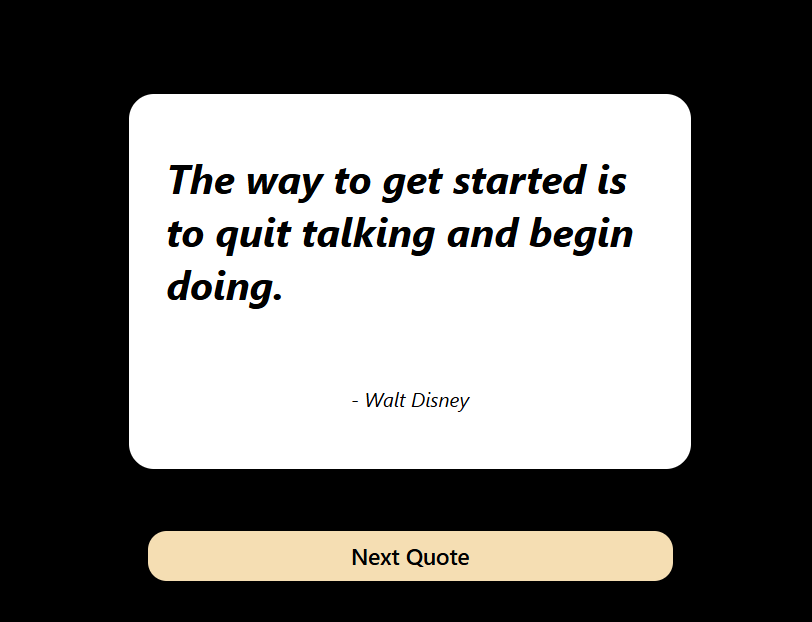 The way to get started is
to quit talking and begin
doing.
- Walt Disney
Next Quote